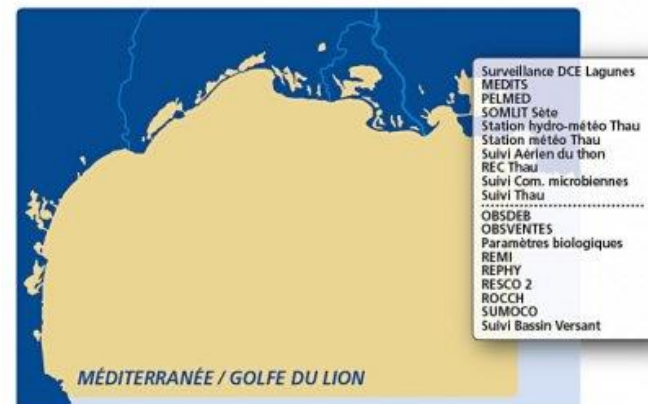 Surveillance DCE Lagunes
MEDITS
PELMED
SOMLIT Sète
Station hydro-météo Thau
Station météo Thau
Suivi Aérien du thon
REC Thau
Suivi Com. microbiennes
Suivi Thau
OBSDEB
OBSVENTES
Paramètres biologiques
REMI
REPHY
RESCO 2
ROCCH
SUMOCO
Suivi Bassin Versant
MÉDITERRANÉE / GOLFE DU LION